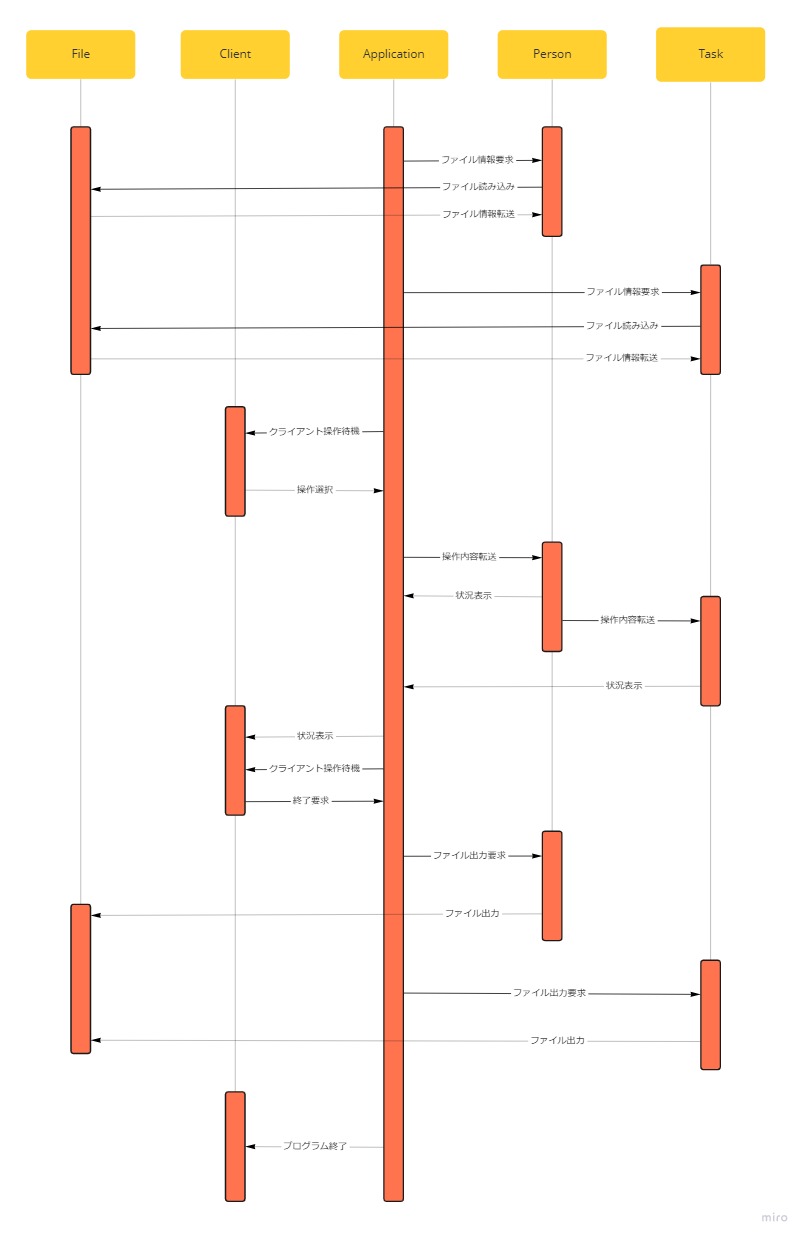 File
Client
Application
Person
Task
ファイル情報要求
ファイル読み込み
ファイル情報転送
ファイル情報要求
ファイル読み込み
ファイル情報転送
クライアント操作待機
操作選択
操作内容転送
状況表示
操作内容転送
状況表示
状況表示
クライアント操作待機
終了要求
ファイル出力要求
ファイル出力
ファイル出力要求
ファイル出力
プログラム終了
miro